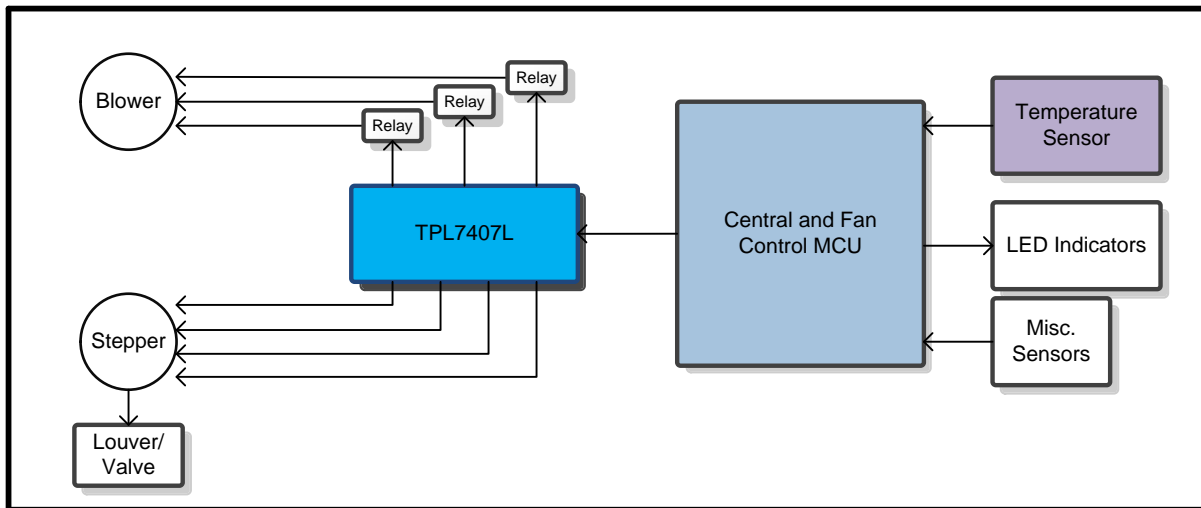 Relay
Blower
Relay
Relay
Temperature
Sensor
TPL7407L
Central and Fan
Control MCU
LED Indicators
Stepper
Misc.
Sensors
Louver/
Valve